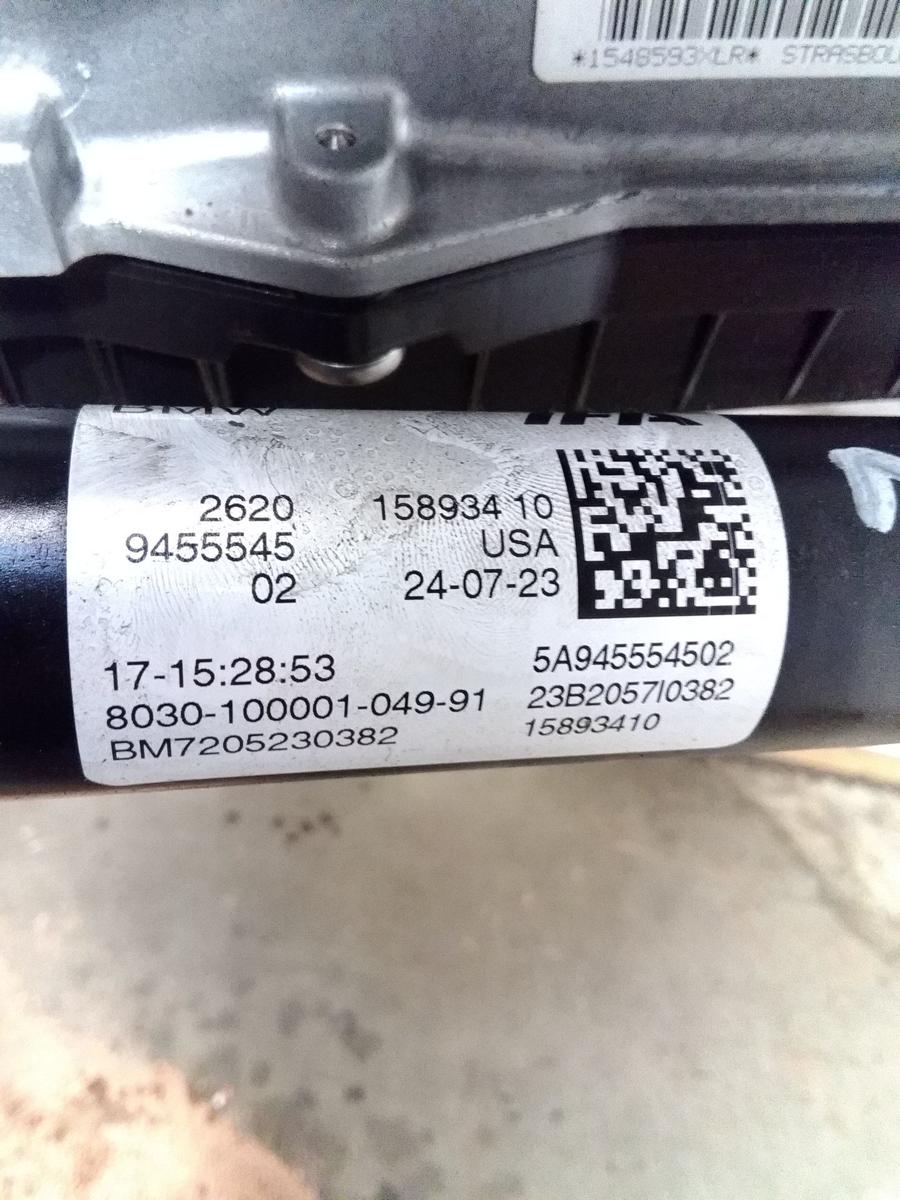 *1548593XLR* STRASBOU
BMW IFA
2620 158934 10
9455545 USA
02 24-07-23
17-15:28:53 5A945554502
8030-100001-049-91 23B2057I0382
BM7205230382 15893410